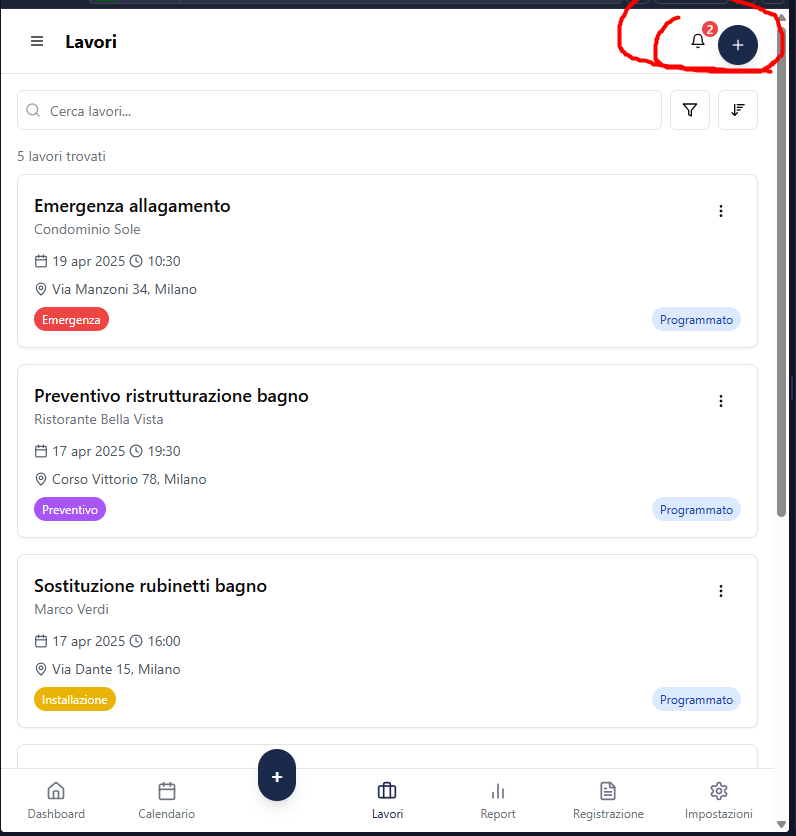 Lavori
2
+
Cerca lavori...
5 lavori trovati
Emergenza allagamento
Condominio Sole
19 apr 2025 10:30
Via Manzoni 34, Milano
Emergenza Programmato
Preventivo ristrutturazione bagno
Ristorante Bella Vista
17 apr 2025 19:30
Corso Vittorio 78, Milano
Preventivo Programmato
Sostituzione rubinetti bagno
Marco Verdi
17 apr 2025 16:00
Via Dante 15, Milano
Installazione Programmato
+
Dashboard Calendario Lavori Report Registrazione Impostazioni